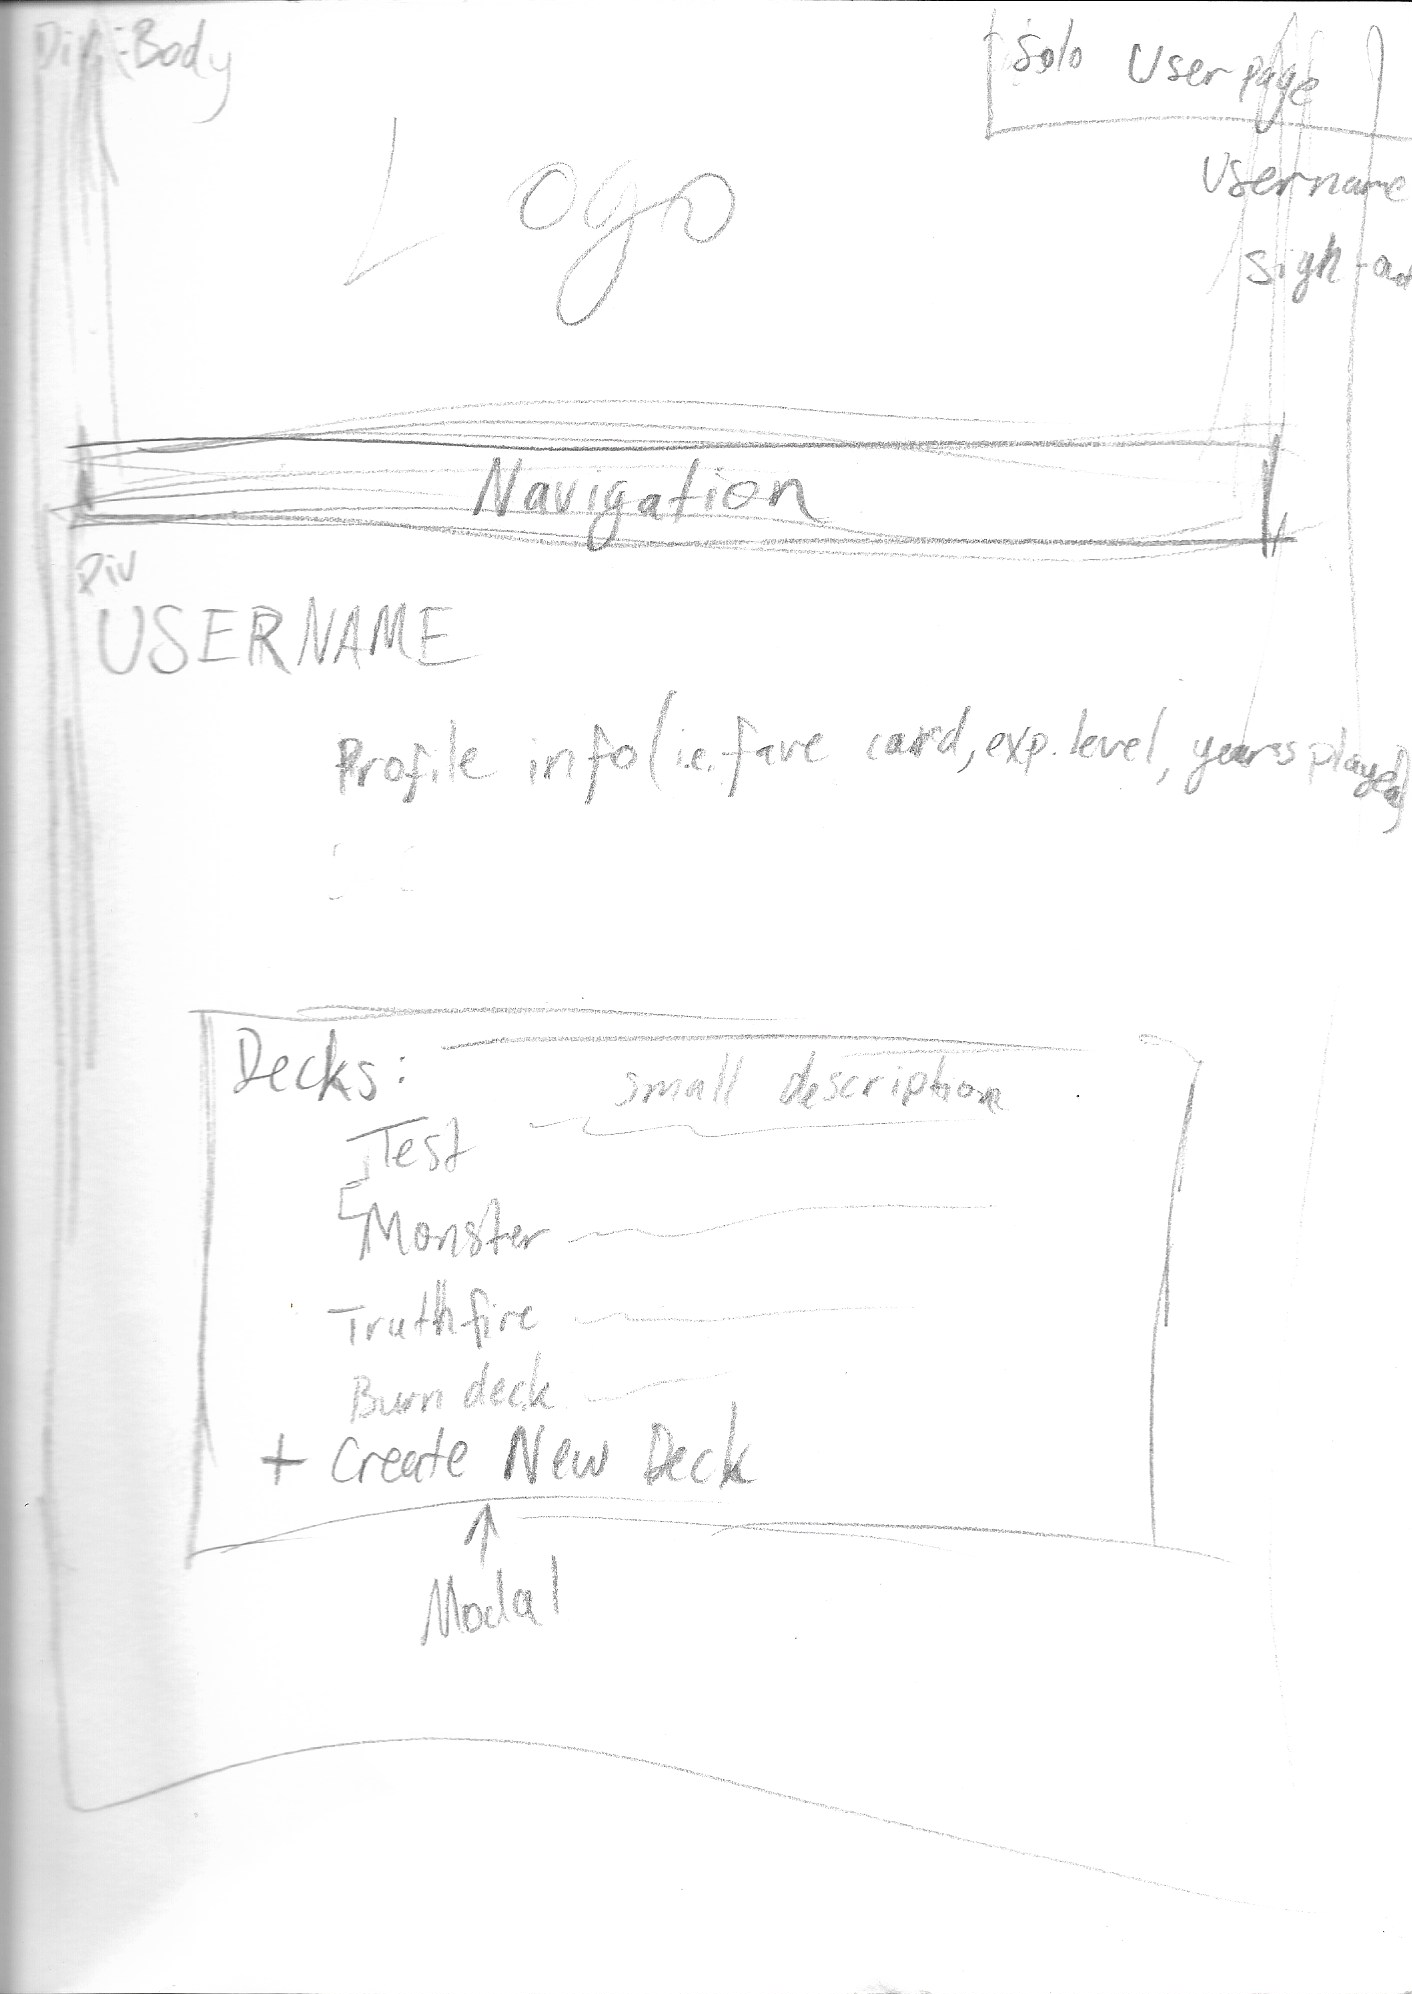 Div:Body
Solo User page
Logo
Username
sign-out
Navigation
Div
USERNAME
Profile info (i.e. fave card, exp. level, years played)
Decks:
small description
Test
Monster
Truthfire
Burn deck
+ Create New Deck
↑
Modal